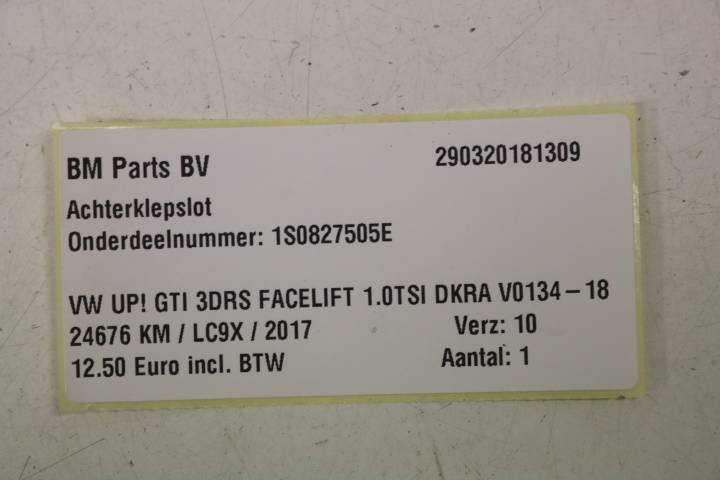 BM Parts BV 290320181309
Achterklepslot
Onderdeelnummer: 1S0827505E
VW UP! GTI 3DRS FACELIFT 1.0TSI DKRA V0134-18
24676 KM / LC9X / 2017 Verz: 10
12.50 Euro incl. BTW Aantal: 1